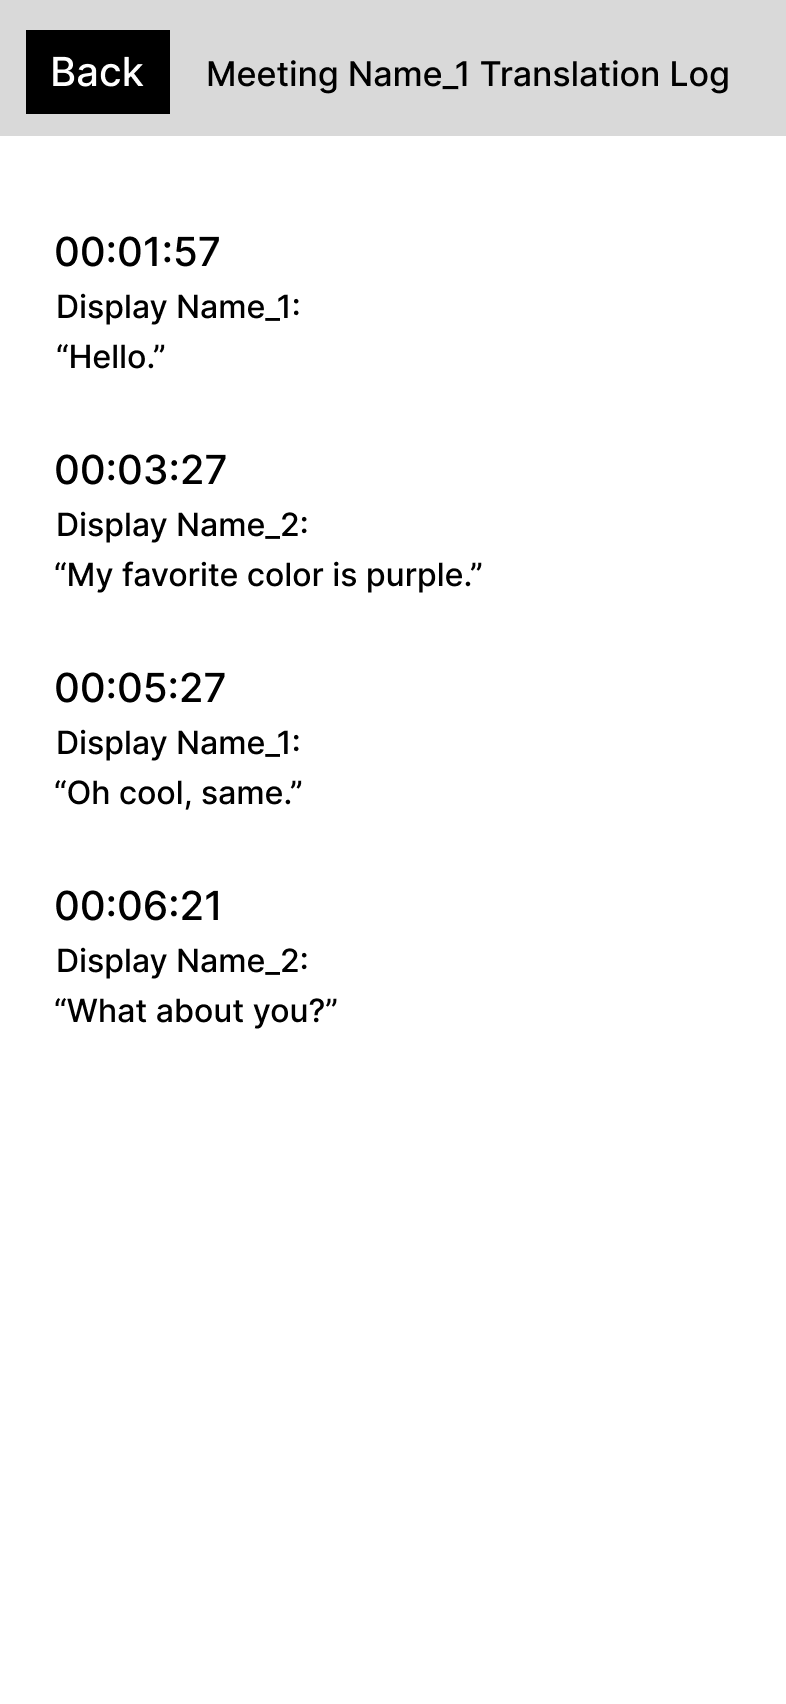 Back
Meeting Name_1 Translation Log
00:01:57
Display Name_1:
“Hello.”
00:03:27
Display Name_2:
“My favorite color is purple.”
00:05:27
Display Name_1:
“Oh cool, same.”
00:06:21
Display Name_2:
“What about you?”